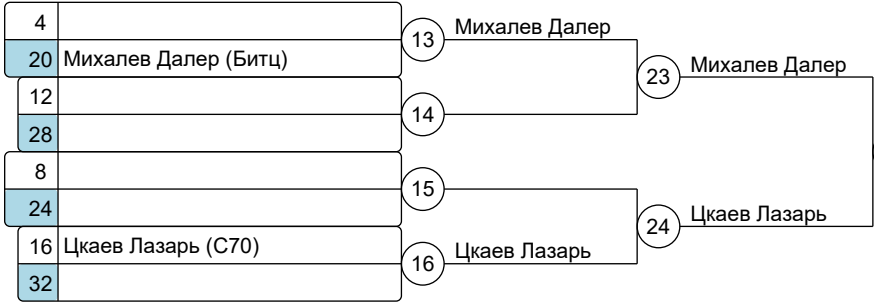 4
20 Михалев Далер (Битц)
12
28
8
24
16 Цкаев Лазарь (С70)
32
13 Михалев Далер
14
15
16 Цкаев Лазарь
23 Михалев Далер
24 Цкаев Лазарь